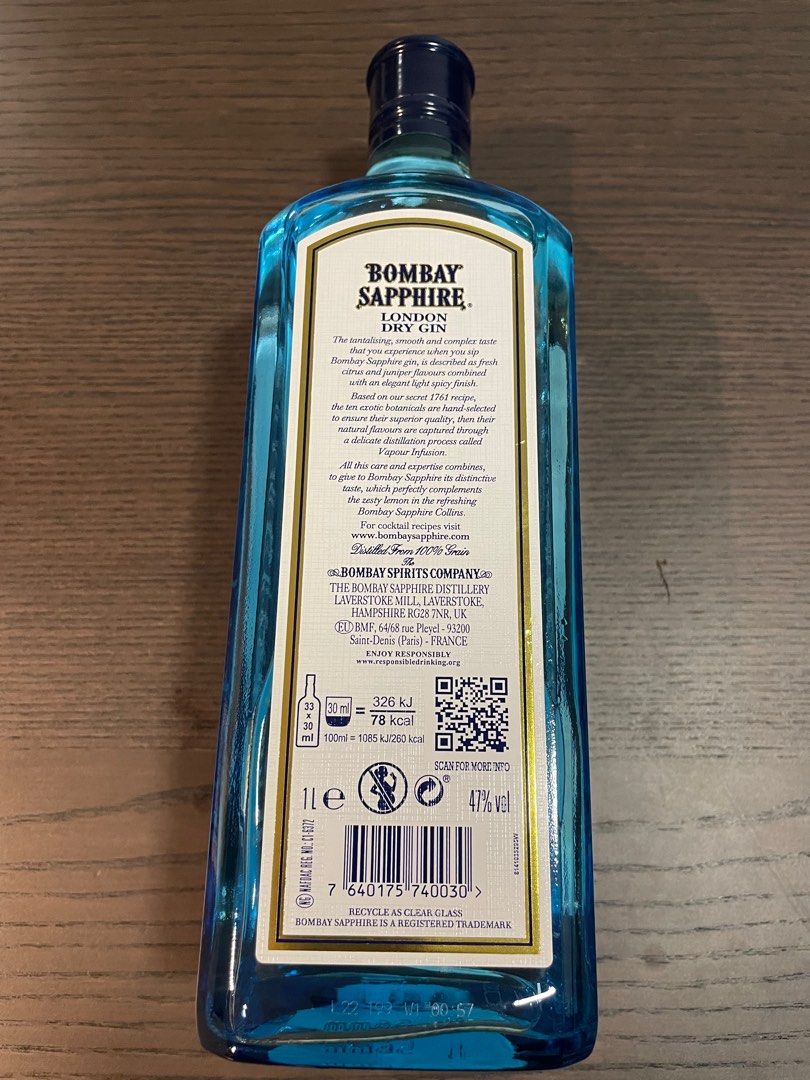 BOMBAY
SAPPHIRE®
LONDON
DRY GIN
The tantalising, smooth and complex taste
that you experience when you sip
Bombay Sapphire gin, is described as fresh
citrus and juniper flavours combined
with an elegant light spicy finish.
Based on our secret 1761 recipe,
the ten exotic botanicals are hand-selected
to ensure their superior quality, then their
natural flavours are captured through
a delicate distillation process called
Vapour Infusion.
All this care and expertise combines,
to give to Bombay Sapphire its distinctive
taste, which perfectly complements
the zesty lemon in the refreshing
Bombay Sapphire Collins.
For cocktail recipes visit
www.bombaysapphire.com
Distilled From 100% Grain
The
BOMBAY SPIRITS COMPANY
THE BOMBAY SAPPHIRE DISTILLERY
LAVERSTOKE MILL, LAVERSTOKE,
HAMPSHIRE RG28 7NR, UK
EU BMF, 64/68 rue Pleyel - 93200
Saint-Denis (Paris) - FRANCE
ENJOY RESPONSIBLY
www.responsibledrinking.org
33
x
30
ml
30 ml = 326 kJ
78 kcal
100ml = 1085 kJ/260 kcal
SCAN FOR MORE INFO
1L e
®
47% vol
NG NAFDAC REG. NO.: C1-6372
7 640175 740030 >
RECYCLE AS CLEAR GLASS
BOMBAY SAPPHIRE IS A REGISTERED TRADEMARK